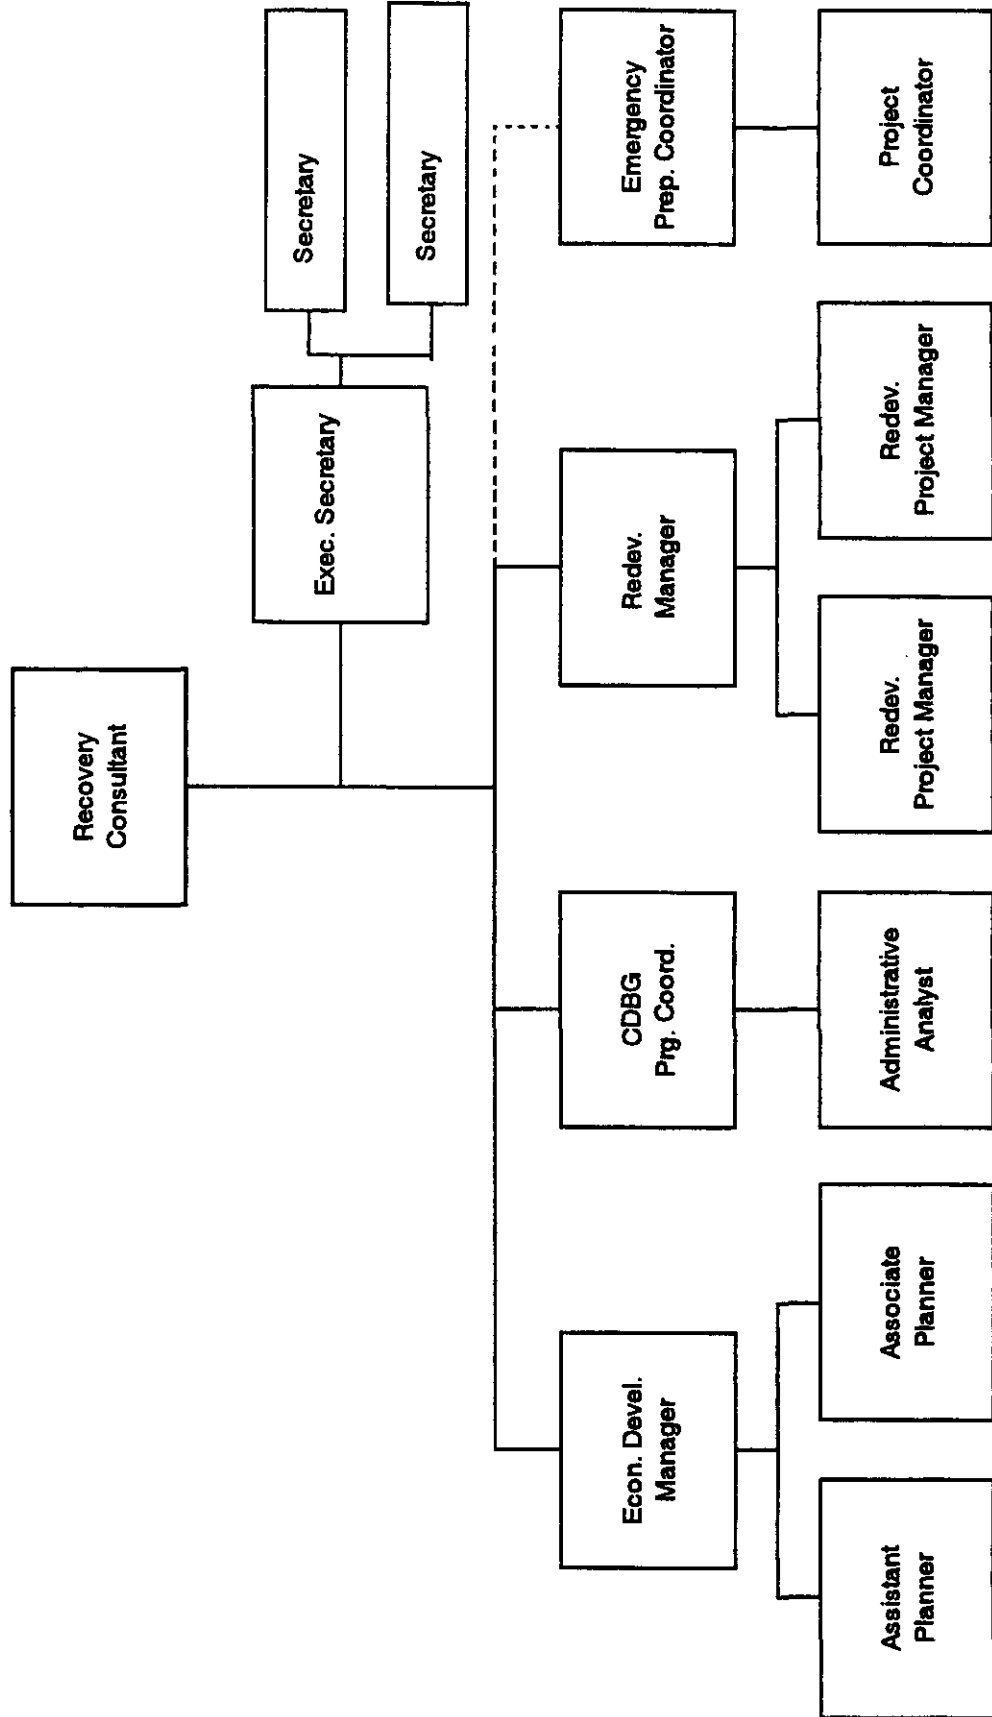 Recovery
Consultant
Exec. Secretary
Secretary
Secretary
Econ. Devel.
Manager
CDBG
Prg. Coord.
Redev.
Manager
Emergency
Prep. Coordinator
Assistant
Planner
Associate
Planner
Administrative
Analyst
Redev.
Project Manager
Redev.
Project Manager
Project
Coordinator